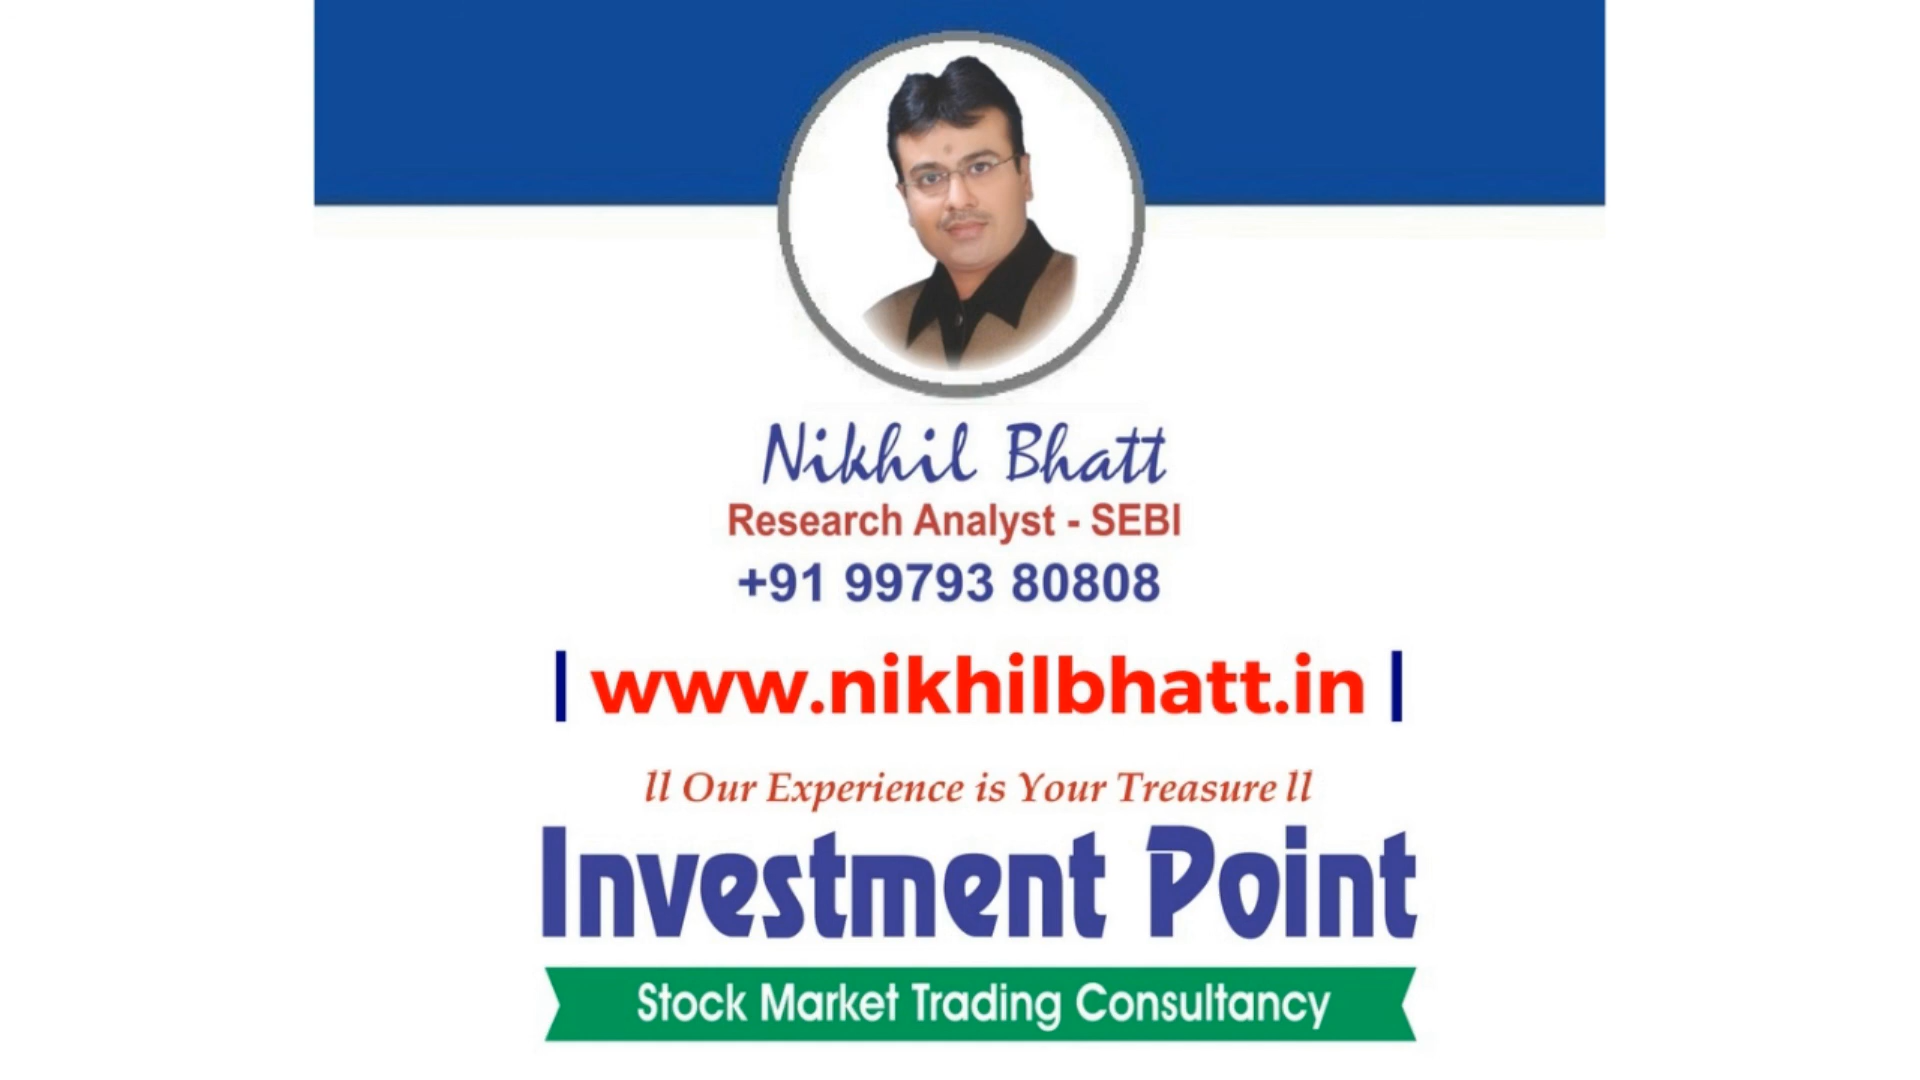 Nikhil Bhatt
Research Analyst - SEBI
+91 99793 80808
| www.nikhilbhatt.in |
ll Our Experience is Your Treasure ll
Investment Point
Stock Market Trading Consultancy